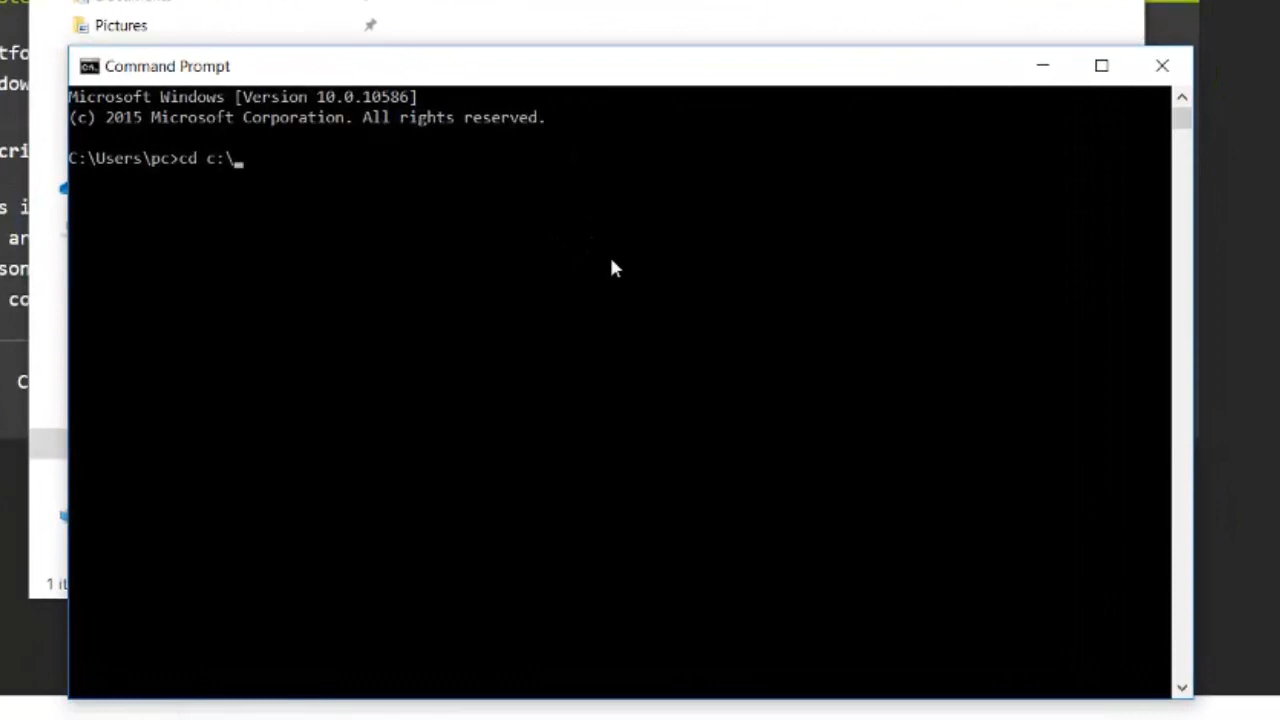 Pictures
Command Prompt
Microsoft Windows [Version 10.0.10586]
(c) 2015 Microsoft Corporation. All rights reserved.
C:\Users\pc>cd c:\